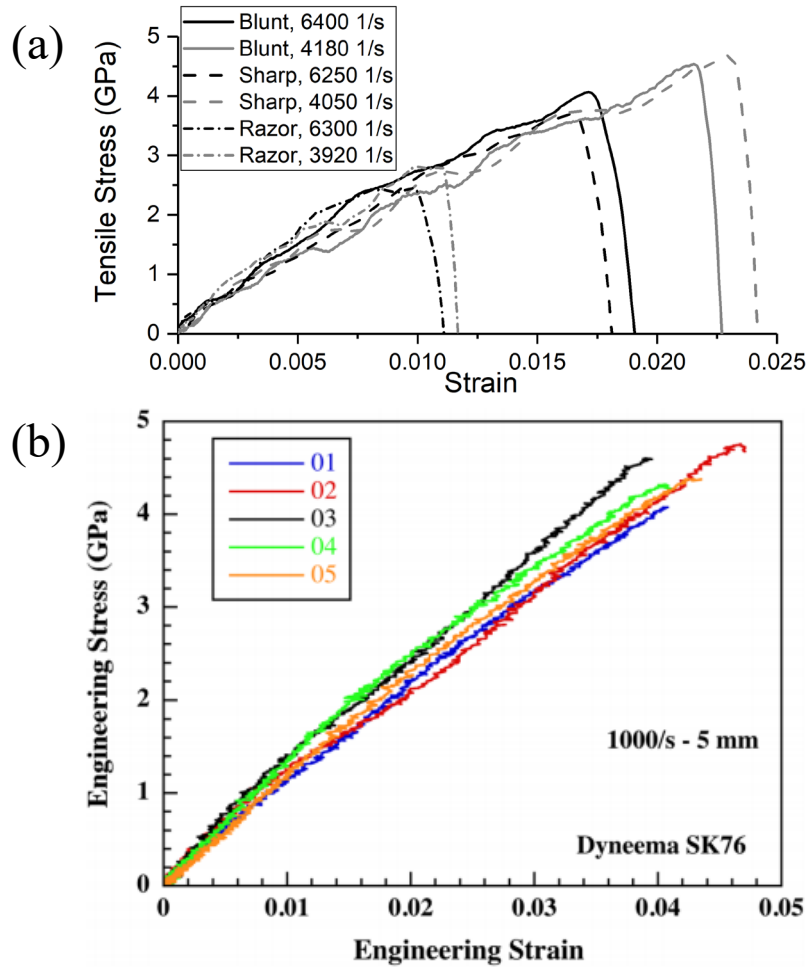 (a)
Blunt, 6400 1/s
Blunt, 4180 1/s
Sharp, 6250 1/s
Sharp, 4050 1/s
Razor, 6300 1/s
Razor, 3920 1/s
Tensile Stress (GPa)
5
4
3
2
1
0
0.000 0.005 0.010 0.015 0.020 0.025
Strain
(b)
01
02
03
04
05
Engineering Stress (GPa)
5
4
3
2
1
0
1000/s - 5 mm
Dyneema SK76
0 0.01 0.02 0.03 0.04 0.05
Engineering Strain